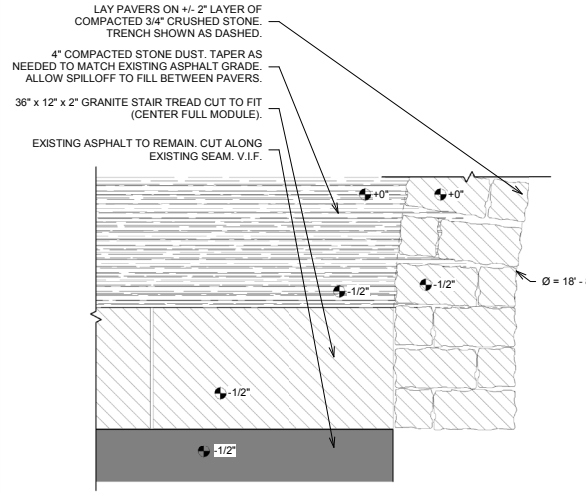 LAY PAVERS ON +/- 2" LAYER OF
COMPACTED 3/4" CRUSHED STONE.
TRENCH SHOWN AS DASHED.
4" COMPACTED STONE DUST. TAPER AS
NEEDED TO MATCH EXISTING ASPHALT GRADE.
ALLOW SPILLOFF TO FILL BETWEEN PAVERS.
36" x 12" x 2" GRANITE STAIR TREAD CUT TO FIT
(CENTER FULL MODULE).
EXISTING ASPHALT TO REMAIN. CUT ALONG
EXISTING SEAM. V.I.F.
+0"
+0"
Ø = 18' -
-1/2"
-1/2"
-1/2"
-1/2"